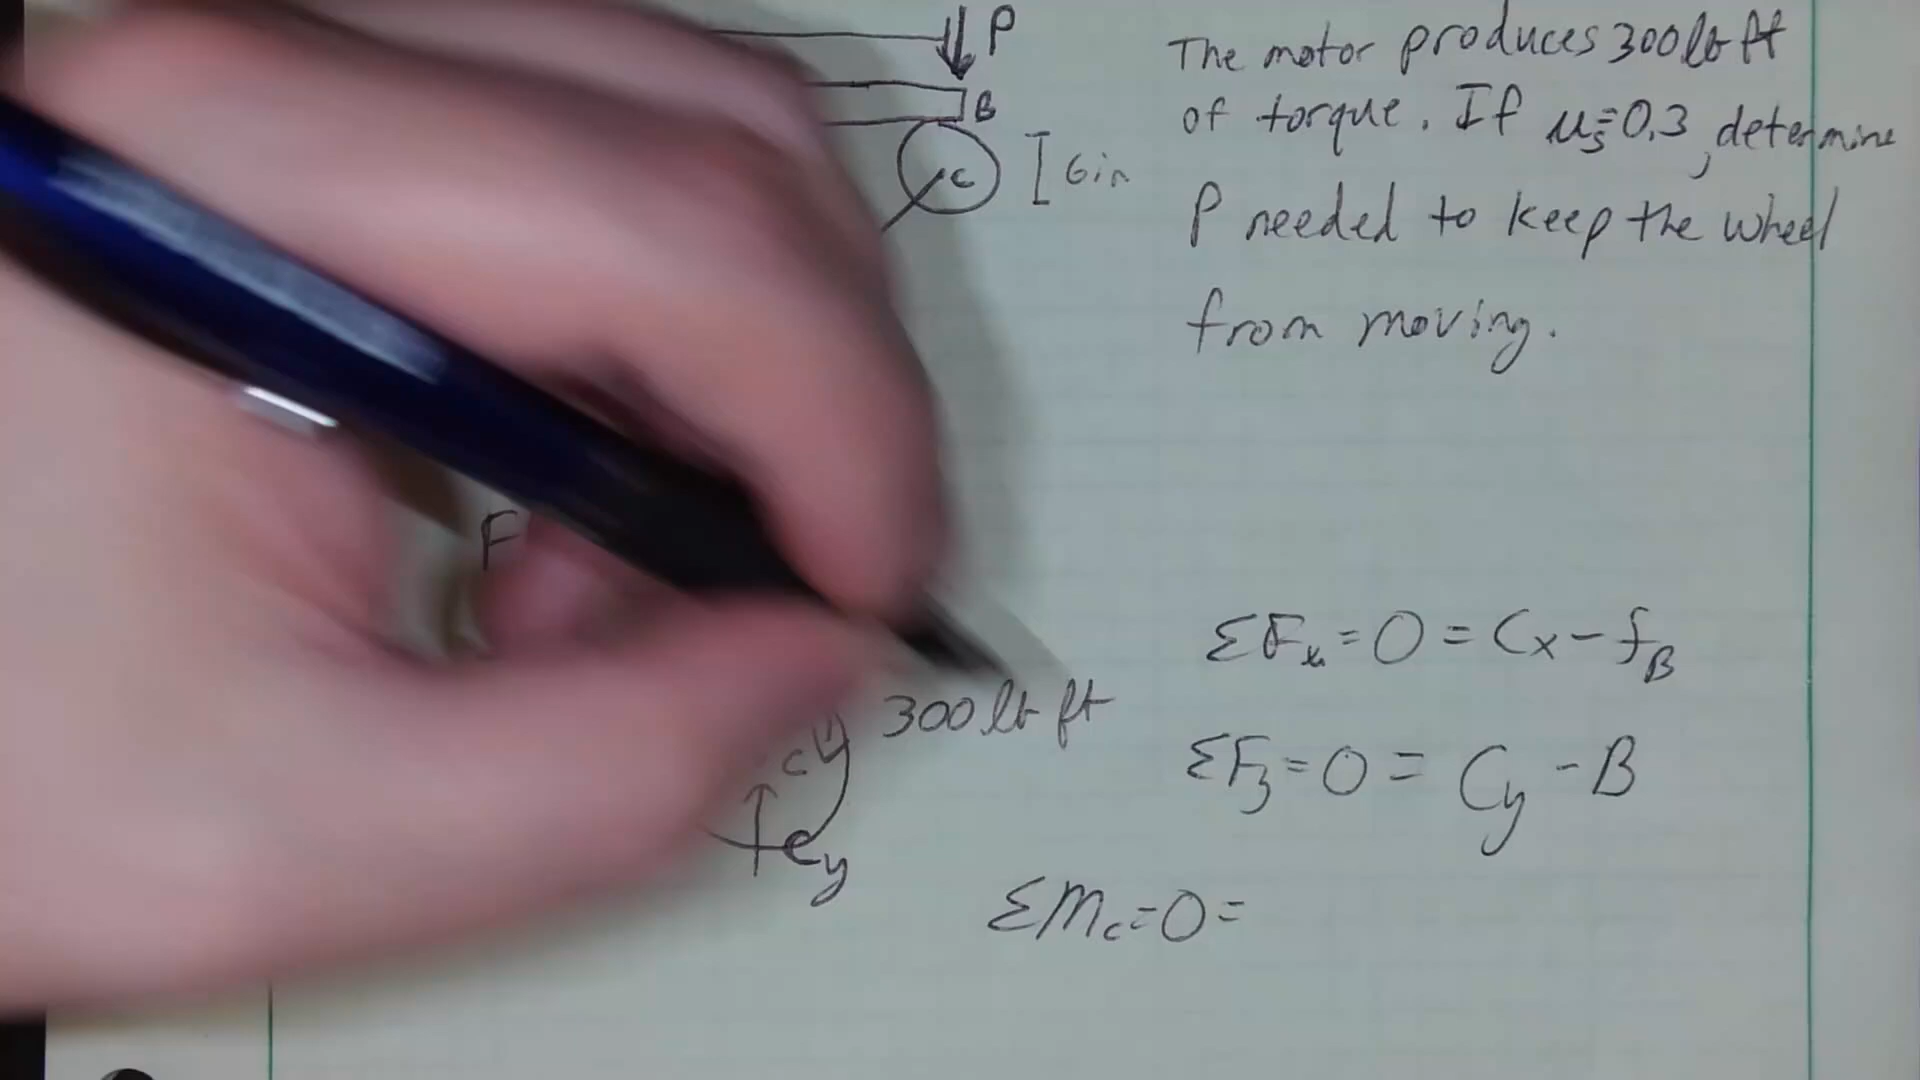 P
B
c
6in
The motor produces 300 lb ft
of torque. If μs=0.3, determine
P needed to keep the wheel
from moving.
F
300 lb ft
c
Cy
ΣFx=0=Cx-fB
ΣFy=0=Cy-B
ΣMc=0=